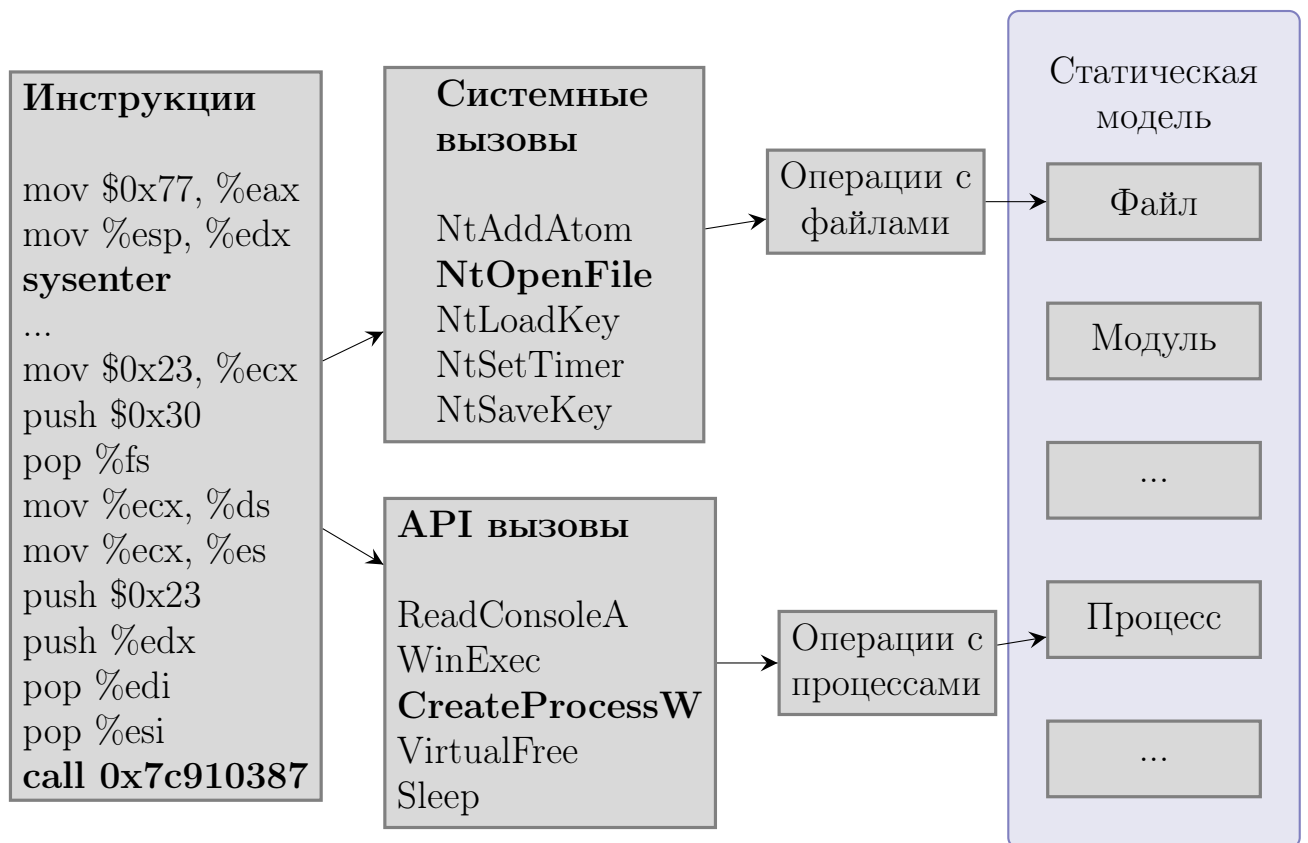 Инструкции
mov $0x77, %eax
mov %esp, %edx
sysenter
...
mov $0x23, %ecx
push $0x30
pop %fs
mov %ecx, %ds
mov %ecx, %es
push $0x23
push %edx
pop %edi
pop %esi
call 0x7c910387
Системные
вызовы
NtAddAtom
NtOpenFile
NtLoadKey
NtSetTimer
NtSaveKey
API вызовы
ReadConsoleA
WinExec
CreateProcessW
VirtualFree
Sleep
Операции с
файлами
Операции с
процессами
Статическая
модель
Файл
Модуль
...
Процесс
...